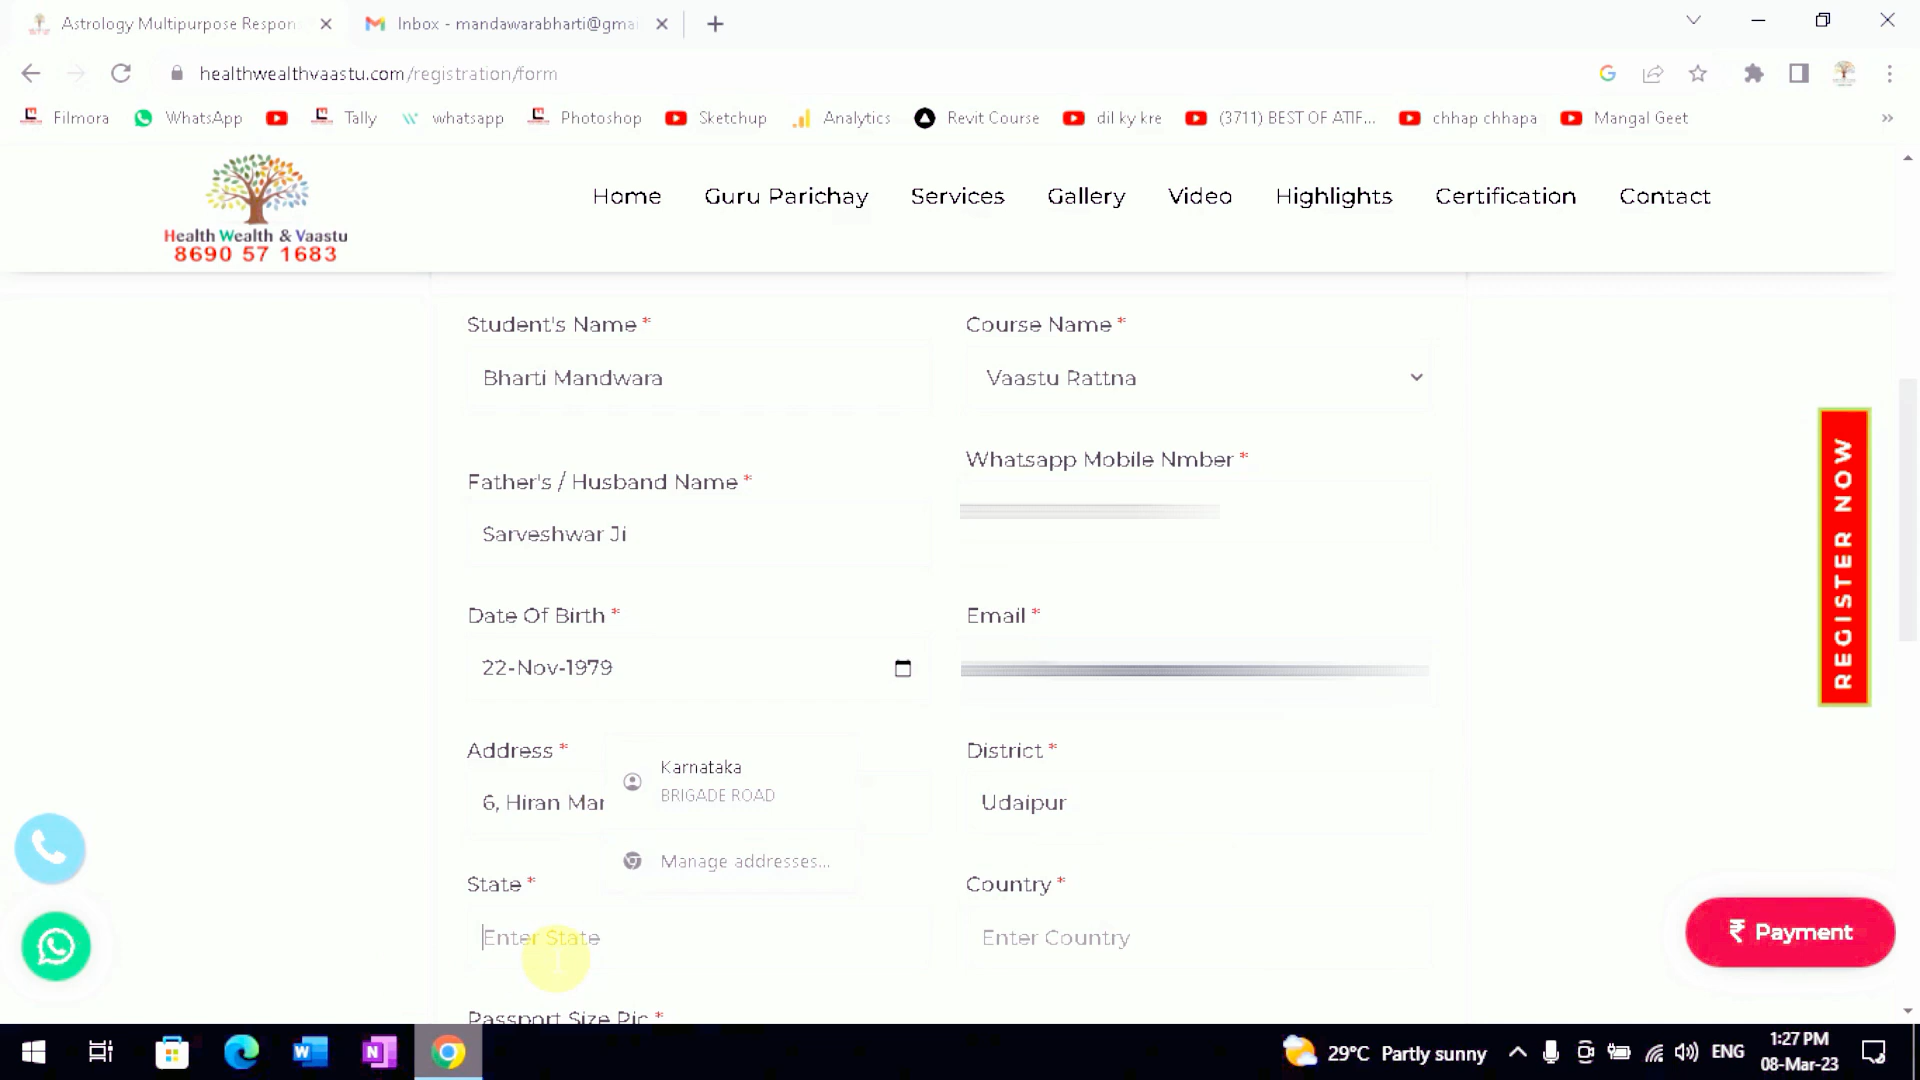 Astrology Multipurpose Respon
Inbox - mandawarabharti@gmai
healthwealthvaastu.com/registration/form
Filmora
WhatsApp
Tally
whatsapp
Photoshop
Sketchup
Analytics
Revit Course
dil ky kre
(3711) BEST OF ATIF...
chhap chhapa
Mangal Geet
»
Health Wealth & Vaastu
8690 57 1683
Home
Guru Parichay
Services
Gallery
Video
Highlights
Certification
Contact
Student's Name *
Course Name *
Bharti Mandwara
Vaastu Rattna
Father's / Husband Name *
Whatsapp Mobile Nmber *
Sarveshwar Ji
Date Of Birth *
Email *
22-Nov-1979
Address *
District *
Karnataka
BRIGADE ROAD
6, Hiran Mar
Udaipur
Manage addresses...
State *
Country *
Enter State
Enter Country
Passport Size Pic *
REGISTER NOW
₹ Payment
29°C Partly sunny
ENG
1:27 PM
08-Mar-23